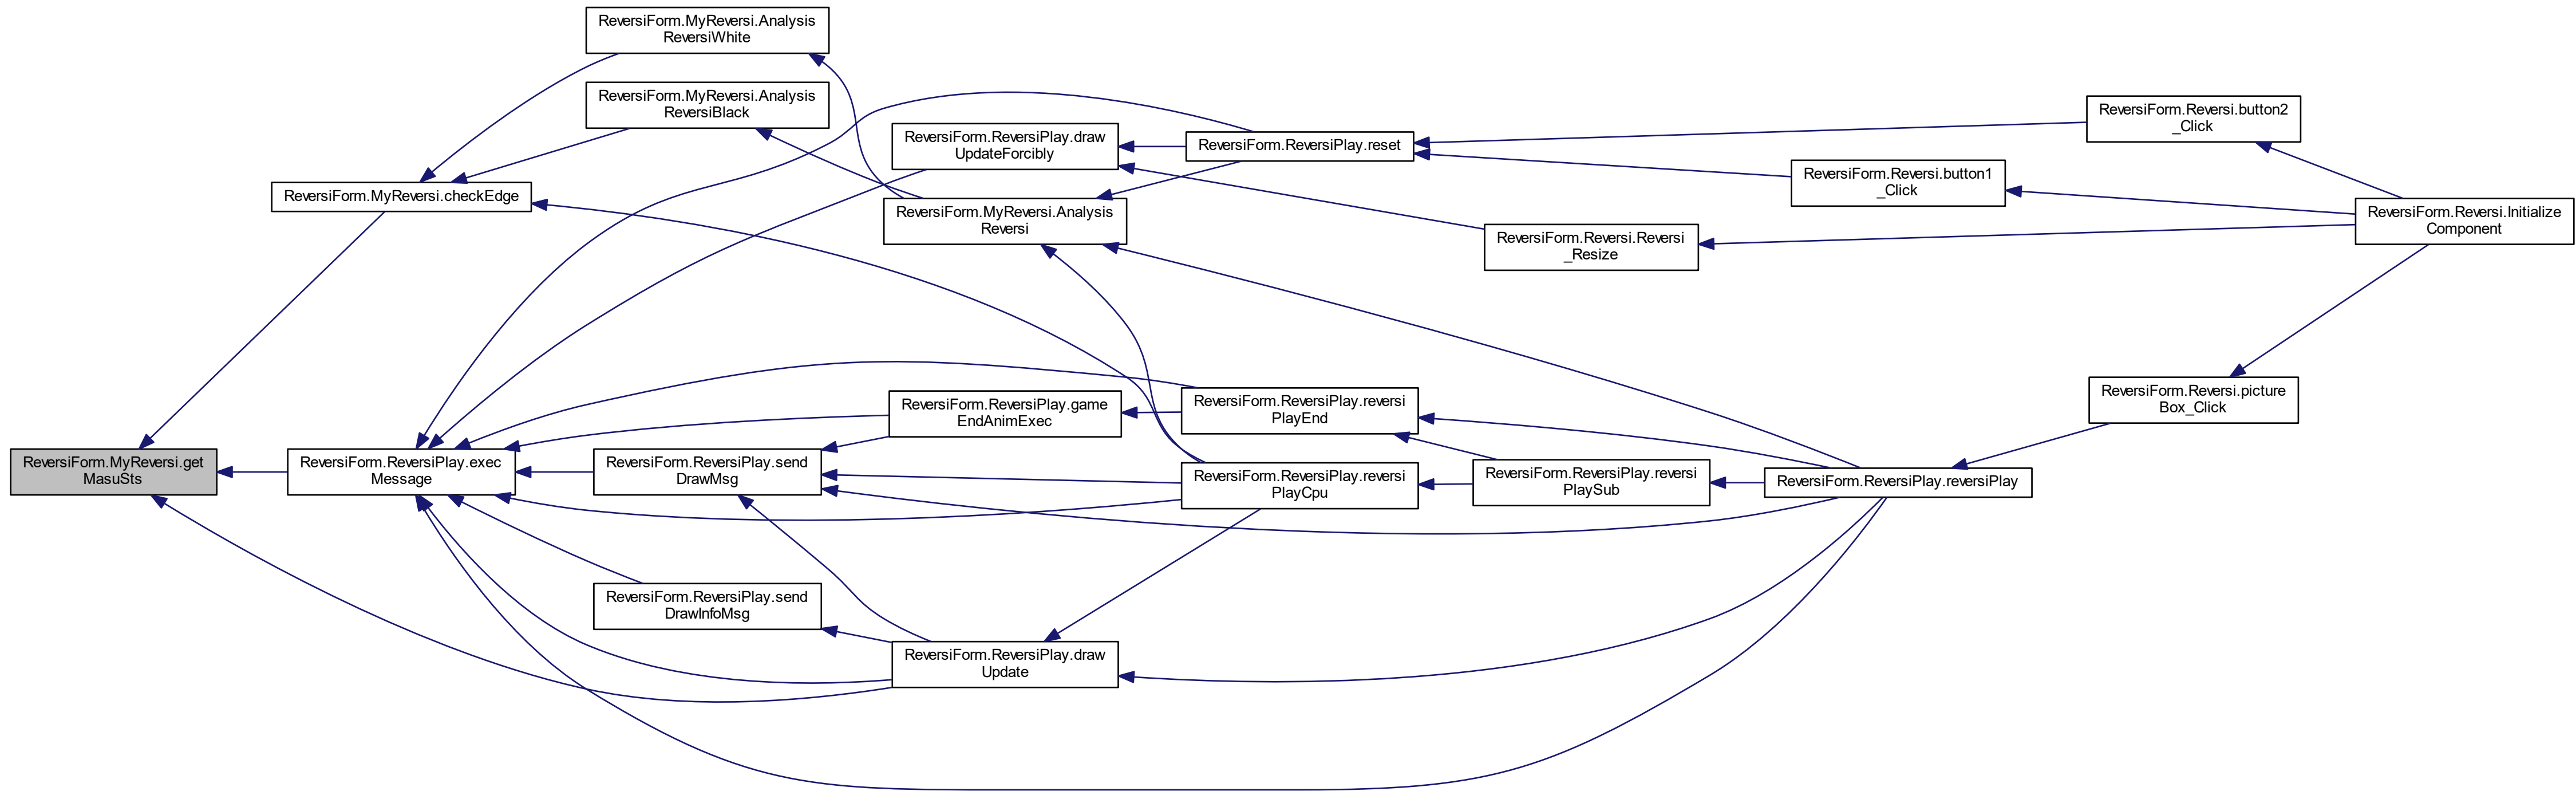 ReversiForm.MyReversi.get
MasuSts
ReversiForm.MyReversi.checkEdge
ReversiForm.ReversiPlay.exec
Message
ReversiForm.MyReversi.Analysis
ReversiWhite
ReversiForm.MyReversi.Analysis
ReversiBlack
ReversiForm.ReversiPlay.send
DrawMsg
ReversiForm.ReversiPlay.send
DrawInfoMsg
ReversiForm.ReversiPlay.draw
UpdateForcibly
ReversiForm.MyReversi.Analysis
Reversi
ReversiForm.ReversiPlay.game
EndAnimExec
ReversiForm.ReversiPlay.draw
Update
ReversiForm.ReversiPlay.reset
ReversiForm.ReversiPlay.reversi
PlayEnd
ReversiForm.ReversiPlay.reversi
PlayCpu
ReversiForm.Reversi.Reversi
_Resize
ReversiForm.ReversiPlay.reversi
PlaySub
ReversiForm.Reversi.button1
_Click
ReversiForm.ReversiPlay.reversiPlay
ReversiForm.Reversi.button2
_Click
ReversiForm.Reversi.picture
Box_Click
ReversiForm.Reversi.Initialize
Component